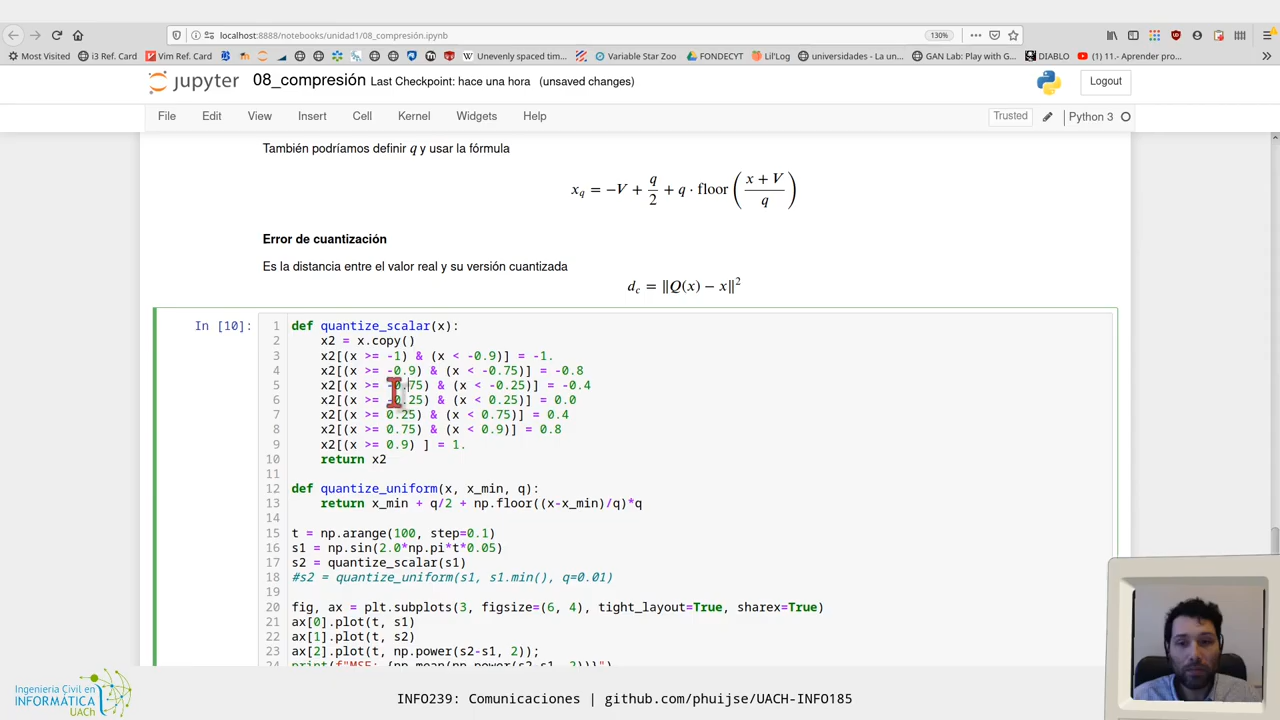 localhost:8888/notebooks/unidad1/08_compresión.ipynb
130%
Most Visited
i3 Ref. Card
Vim Ref. Card
Unevenly spaced tim...
Variable Star Zoo
FONDECYT
Lil'Log
universidades - La un...
GAN Lab: Play with G...
DIABLO
(1) 11.- Aprender pro...
jupyter 08_compresión Last Checkpoint: hace una hora (unsaved changes)
Logout
File Edit View Insert Cell Kernel Widgets Help
Trusted
Python 3
También podríamos definir q y usar la fórmula
x_q = −V + q/2 + q · floor((x + V)/q)
Error de cuantización
Es la distancia entre el valor real y su versión cuantizada
d_c = ‖Q(x) − x‖²
In [10]:
1 def quantize_scalar(x):
2 x2 = x.copy()
3 x2[(x >= -1) & (x < -0.9)] = -1.
4 x2[(x >= -0.9) & (x < -0.75)] = -0.8
5 x2[(x >= -0.75) & (x < -0.25)] = -0.4
6 x2[(x >= -0.25) & (x < 0.25)] = 0.0
7 x2[(x >= 0.25) & (x < 0.75)] = 0.4
8 x2[(x >= 0.75) & (x < 0.9)] = 0.8
9 x2[(x >= 0.9) ] = 1.
10 return x2
11
12 def quantize_uniform(x, x_min, q):
13 return x_min + q/2 + np.floor((x-x_min)/q)*q
14
15 t = np.arange(100, step=0.1)
16 s1 = np.sin(2.0*np.pi*t*0.05)
17 s2 = quantize_scalar(s1)
18 #s2 = quantize_uniform(s1, s1.min(), q=0.01)
19
20 fig, ax = plt.subplots(3, figsize=(6, 4), tight_layout=True, sharex=True)
21 ax[0].plot(t, s1)
22 ax[1].plot(t, s2)
23 ax[2].plot(t, np.power(s2-s1, 2));
24 print(f"MSE: {np.mean(np.power(s2-s1, 2))}")
Ingeniería Civil en
INFORMÁTICA
UACh
INFO239: Comunicaciones | github.com/phuijse/UACH-INFO185